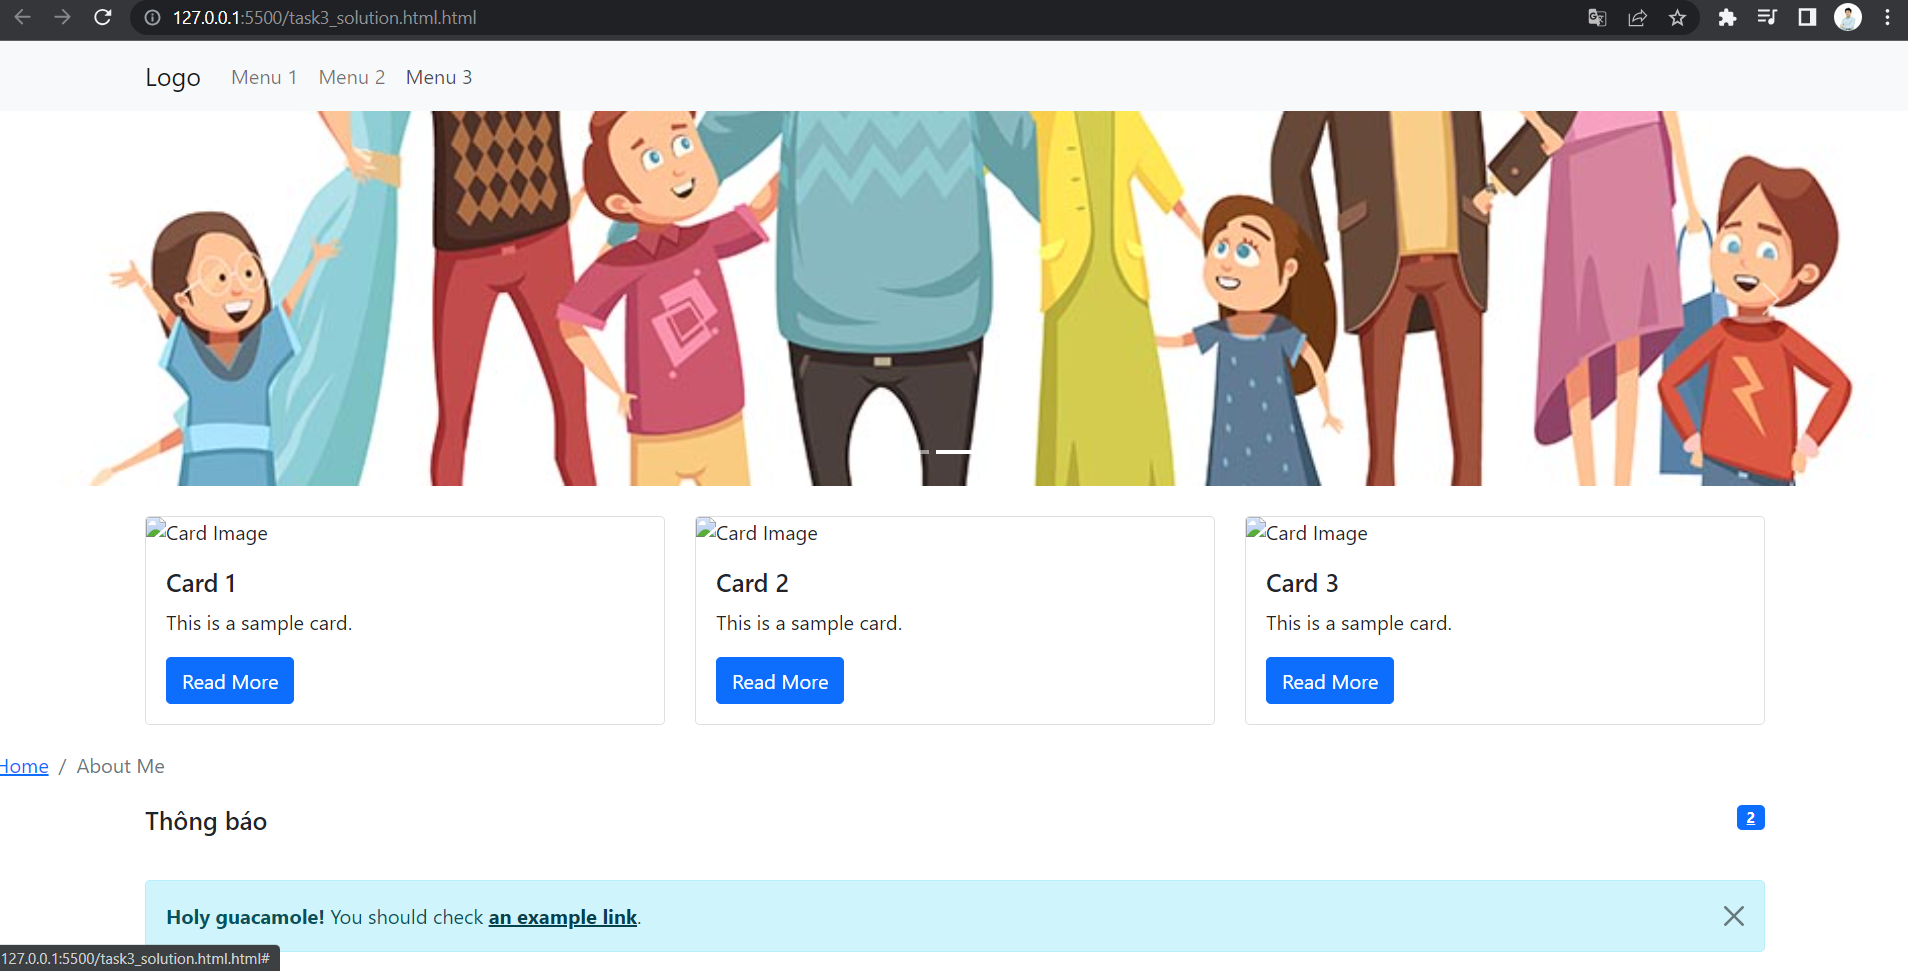 127.0.0.1:5500/task3_solution.html.html
Logo Menu 1 Menu 2 Menu 3
Card Image Card Image Card Image
Card 1 Card 2 Card 3
This is a sample card. This is a sample card. This is a sample card.
Read More Read More Read More
Home / About Me
Thông báo 2
Holy guacamole! You should check an example link.
127.0.0.1:5500/task3_solution.html.html#